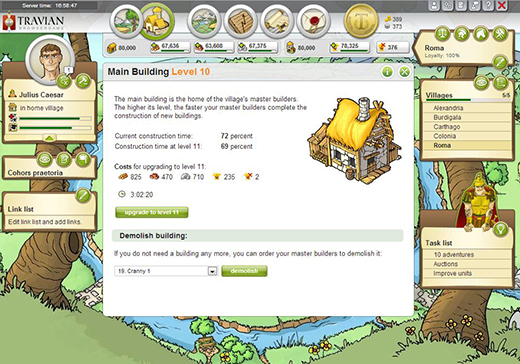 Server time: 16:58:47
TRAVIAN
BROWSERGAME
389
373
80,000
67,636
63,608
67,375
80,000
78,325
376
Julius Caesar
in home village
Cohors praetoria
Link list
Edit link list and add links.
Main Building Level 10
The main building is the home of the village's master builders.
The higher its level, the faster your master builders complete the
construction of new buildings.
Current construction time: 72 percent
Construction time at level 11: 69 percent
Costs for upgrading to level 11:
825 470 710 235 2
3:02:20
upgrade to level 11
Demolish building:
If you do not need a building any more, you can order your master builders to demolish it:
19. Cranny 1
demolish
Roma
Loyalty: 100%
Villages 5/5
Alexandria
Burdigala
Carthago
Colonia
Roma
Task list
10 adventures
Auctions
Improve units